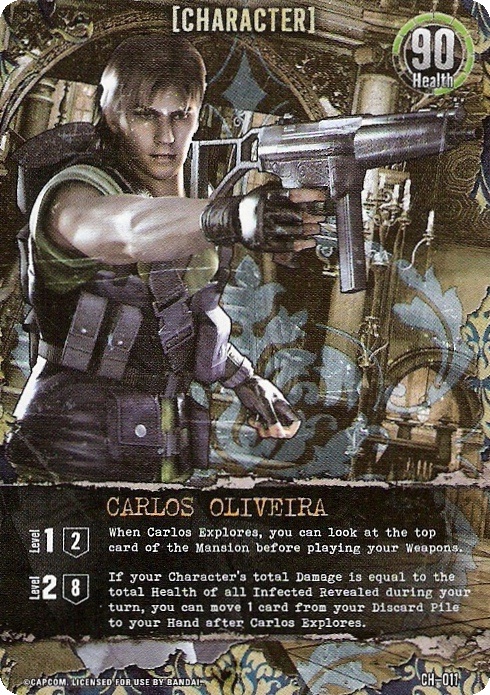 [CHARACTER]
90
Health
CARLOS OLIVEIRA
Level 1 2
When Carlos Explores, you can look at the top
card of the Mansion before playing your Weapons.
Level 2 8
If your Character's total Damage is equal to the
total Health of all Infected Revealed during your
turn, you can move 1 card from your Discard Pile
to your Hand after Carlos Explores.
©CAPCOM. LICENSED FOR USE BY BANDAI.
CH-011